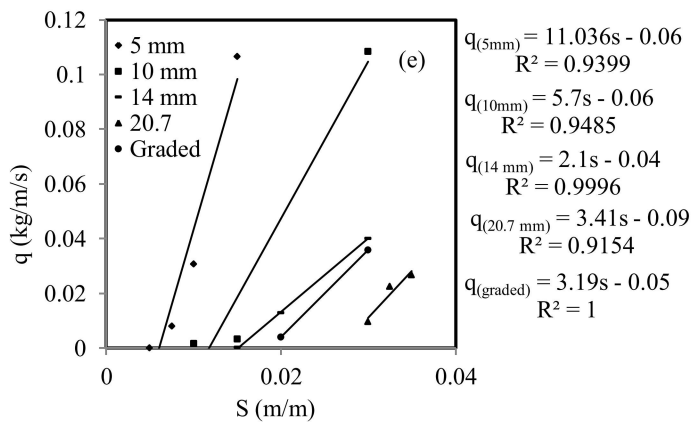 0.12
0.1
0.08
0.06
0.04
0.02
0
q (kg/m/s)
5 mm
10 mm
14 mm
20.7
Graded
(e)
0
0.02
0.04
S (m/m)
q(5mm) = 11.036s - 0.06
R² = 0.9399
q(10mm) = 5.7s - 0.06
R² = 0.9485
q(14 mm) = 2.1s - 0.04
R² = 0.9996
q(20.7 mm) = 3.41s - 0.09
R² = 0.9154
q(graded) = 3.19s - 0.05
R² = 1